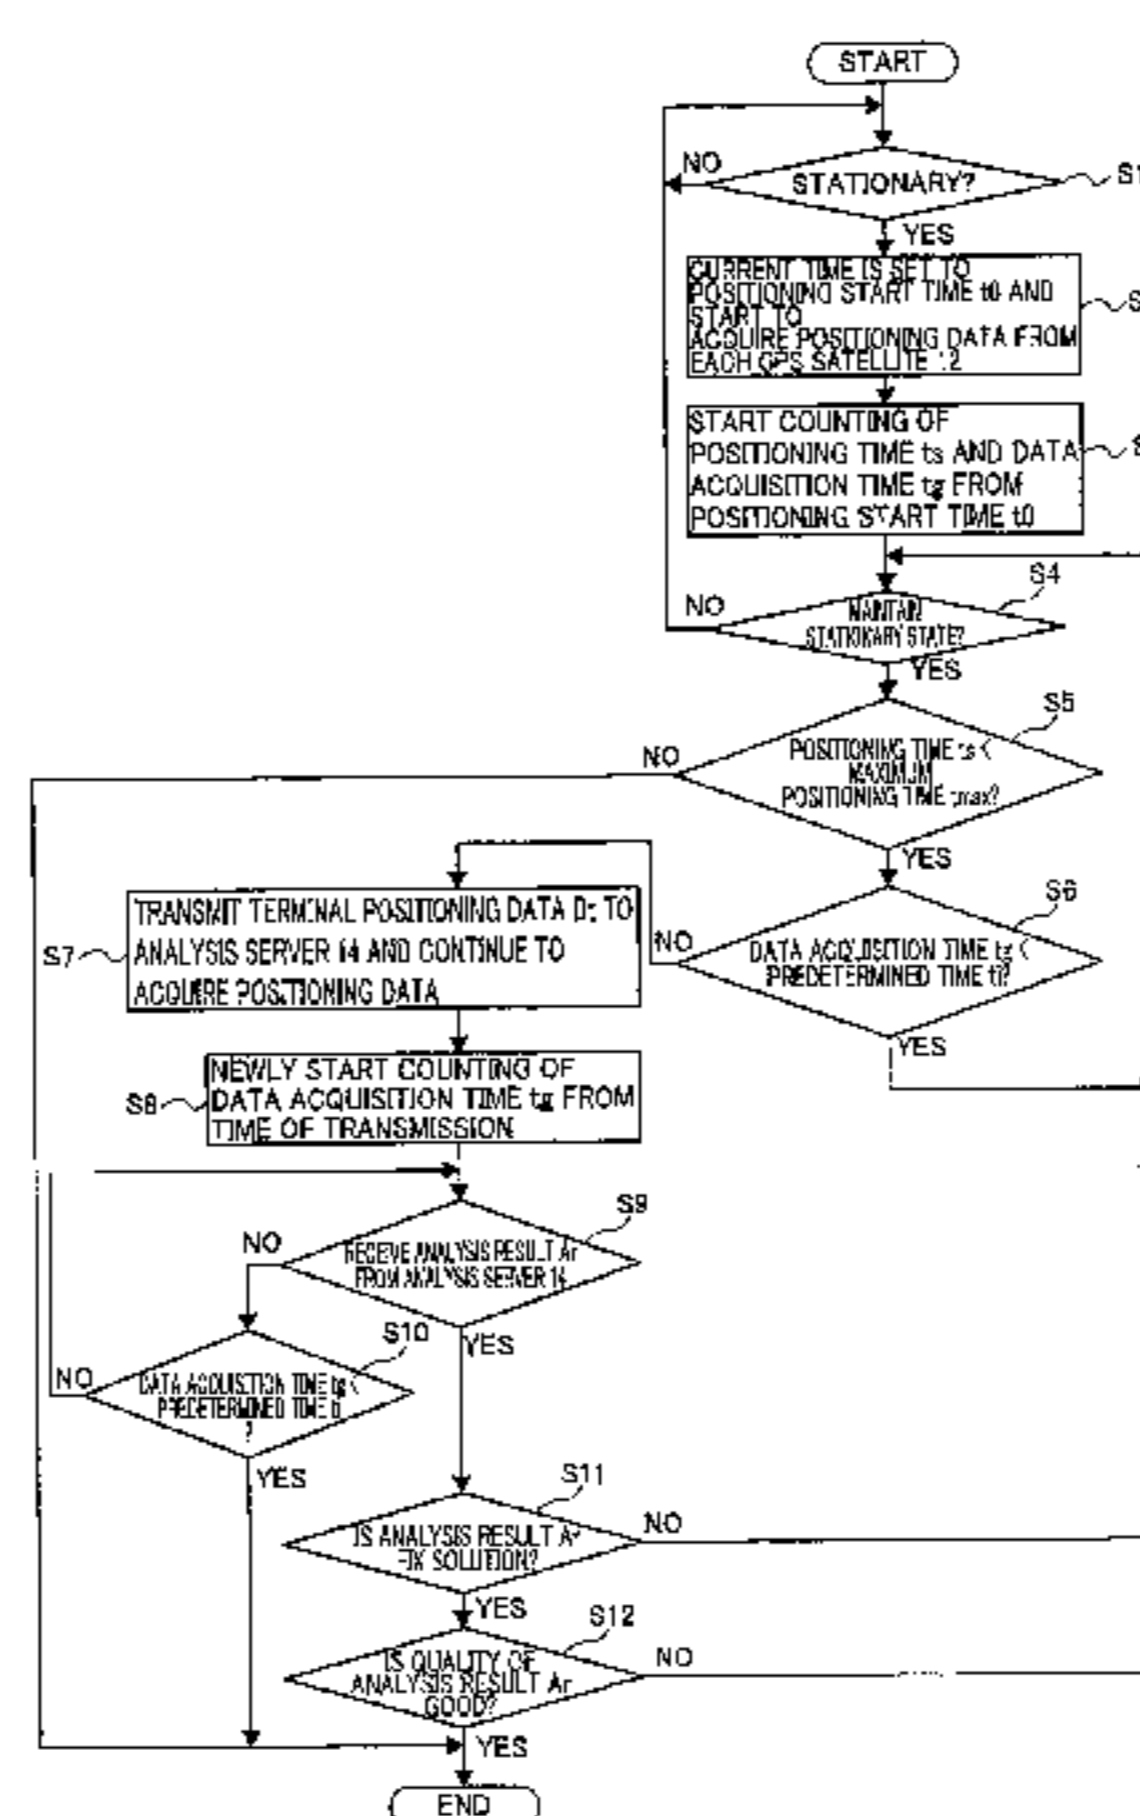 START
NO
STATIONARY?
YES
CURRENT TIME IS SET TO
POSITIONING START TIME t0 AND
START TO
ACQUIRE POSITIONING DATA FROM
EACH GPS SATELLITE 12
START COUNTING OF
POSITIONING TIME ts AND DATA
ACQUISITION TIME tg FROM
POSITIONING START TIME t0
S4
NO
MAINTAIN
STATIONARY STATE?
YES
S5
NO
POSITIONING TIME ts <
MAXIMUM
POSITIONING TIME tmax?
YES
S6
NO
DATA ACQUISITION TIME tg <
PREDETERMINED TIME ti?
YES
S7
TRANSMIT TERMINAL POSITIONING DATA Dt TO
ANALYSIS SERVER 14 AND CONTINUE TO
ACQUIRE POSITIONING DATA
S8
NEWLY START COUNTING OF
DATA ACQUISITION TIME tg FROM
TIME OF TRANSMISSION
S9
NO
RECEIVE ANALYSIS RESULT Ar
FROM ANALYSIS SERVER 14
YES
S10
NO
DATA ACQUISITION TIME tg <
PREDETERMINED TIME
?
YES
S11
IS ANALYSIS RESULT Ar
FIX SOLUTION?
NO
YES
S12
IS QUALITY OF
ANALYSIS RESULT Ar
GOOD?
NO
YES
END